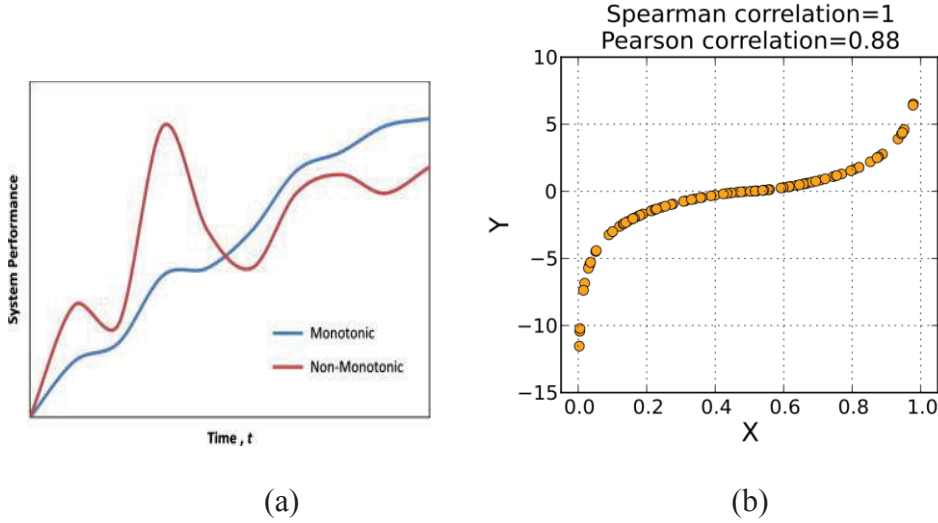 System Performance
Monotonic
Non-Monotonic
Time , t
(a)
Spearman correlation=1
Pearson correlation=0.88
10
5
0
−5
−10
−15
Y
0.0 0.2 0.4 0.6 0.8 1.0
X
(b)